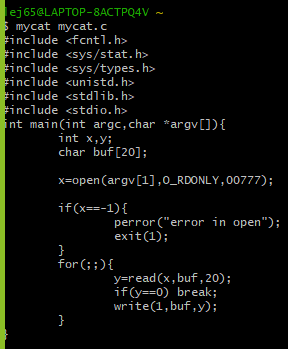 lej65@LAPTOP-8ACTPQ4V ~
$ mycat mycat.c
#include <fcntl.h>
#include <sys/stat.h>
#include <sys/types.h>
#include <unistd.h>
#include <stdlib.h>
#include <stdio.h>
int main(int argc,char *argv[]){
        int x,y;
        char buf[20];

        x=open(argv[1],O_RDONLY,00777);

        if(x==-1){
                perror("error in open");
                exit(1);
        }
        for(;;){
                y=read(x,buf,20);
                if(y==0) break;
                write(1,buf,y);
        }
}